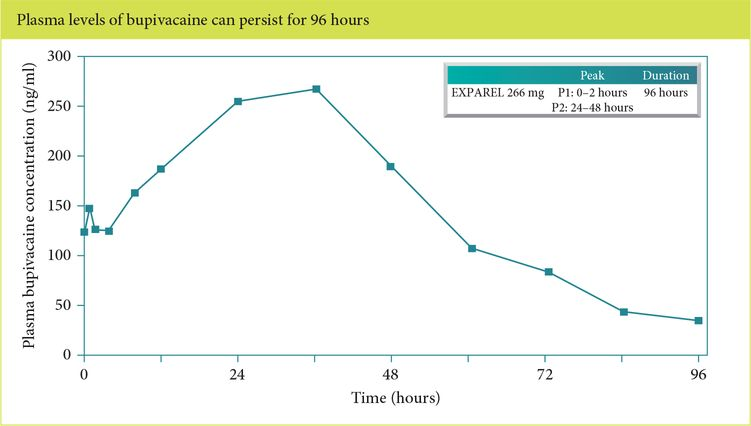 Plasma levels of bupivacaine can persist for 96 hours
Plasma bupivacaine concentration (ng/ml)
300
250
200
150
100
50
0
Peak Duration
EXPAREL 266 mg P1: 0–2 hours 96 hours
P2: 24–48 hours
0 24 48 72 96
Time (hours)